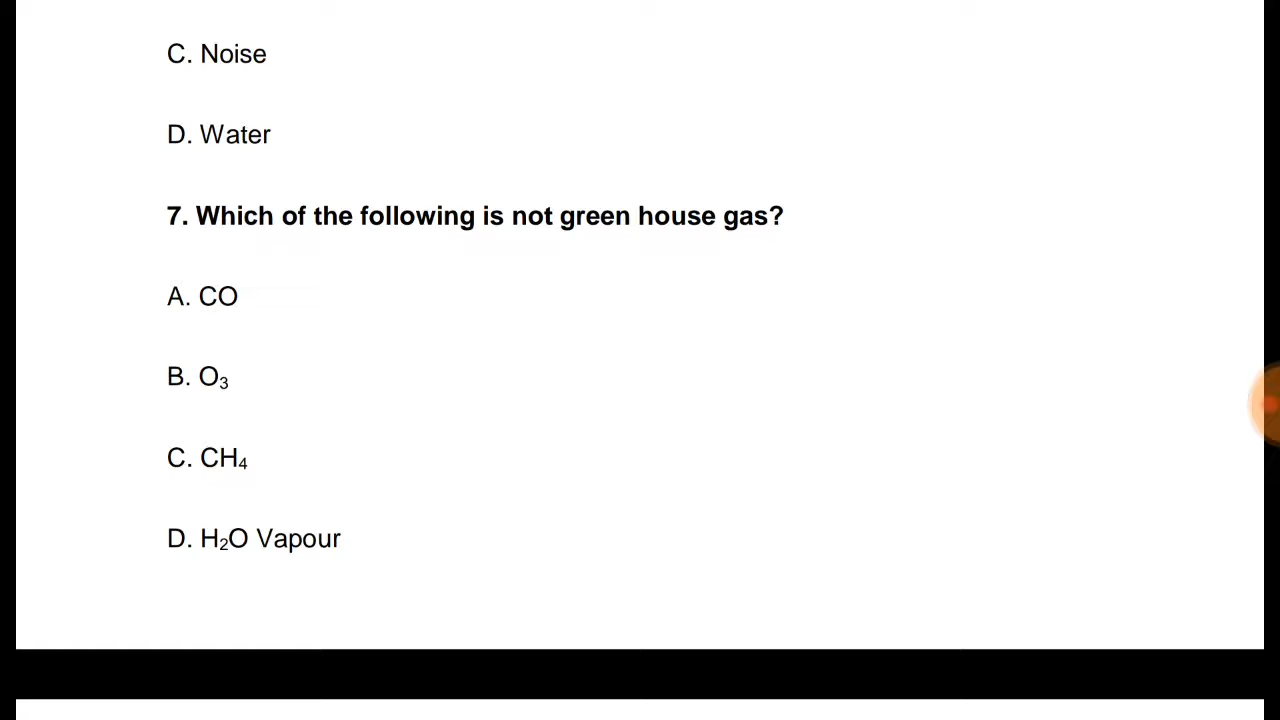 C. Noise
D. Water
7. Which of the following is not green house gas?
A. CO
B. O₃
C. CH₄
D. H₂O Vapour